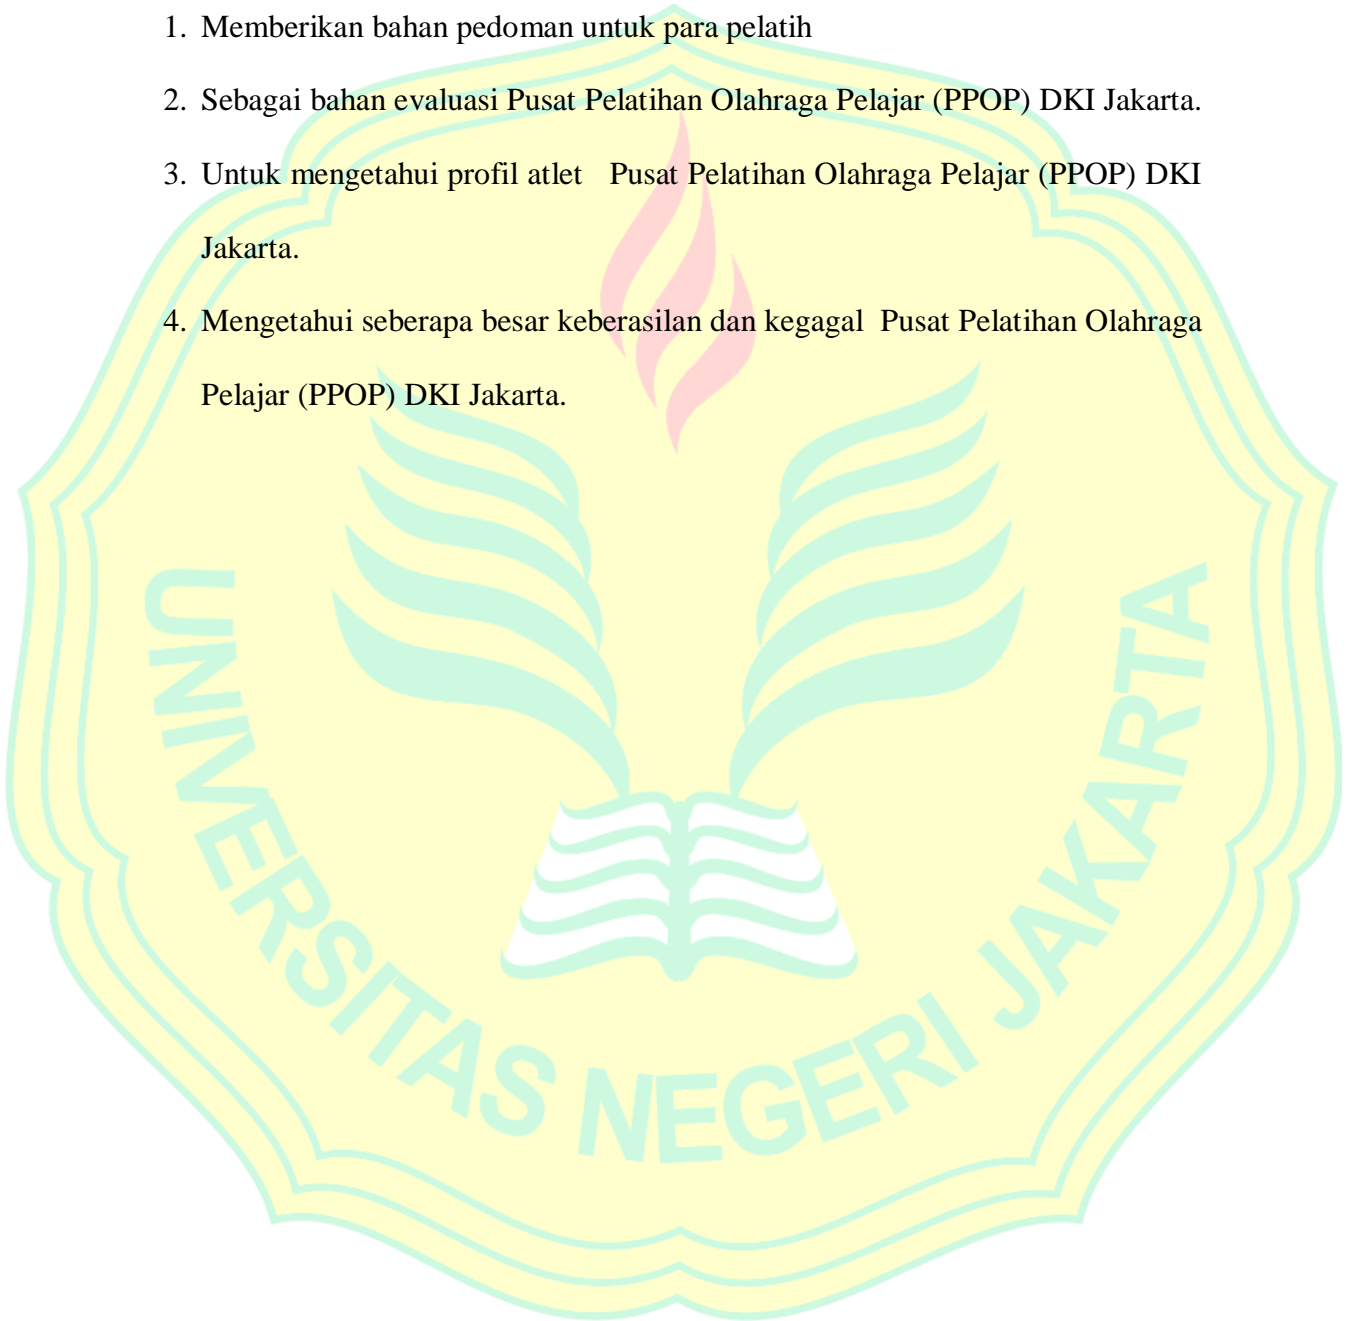 1. Memberikan bahan pedoman untuk para pelatih
2. Sebagai bahan evaluasi Pusat Pelatihan Olahraga Pelajar (PPOP) DKI Jakarta.
3. Untuk mengetahui profil atlet Pusat Pelatihan Olahraga Pelajar (PPOP) DKI
Jakarta.
4. Mengetahui seberapa besar keberasilan dan kegagal Pusat Pelatihan Olahraga
Pelajar (PPOP) DKI Jakarta.
UNIVERSITAS NEGERI JAKARTA